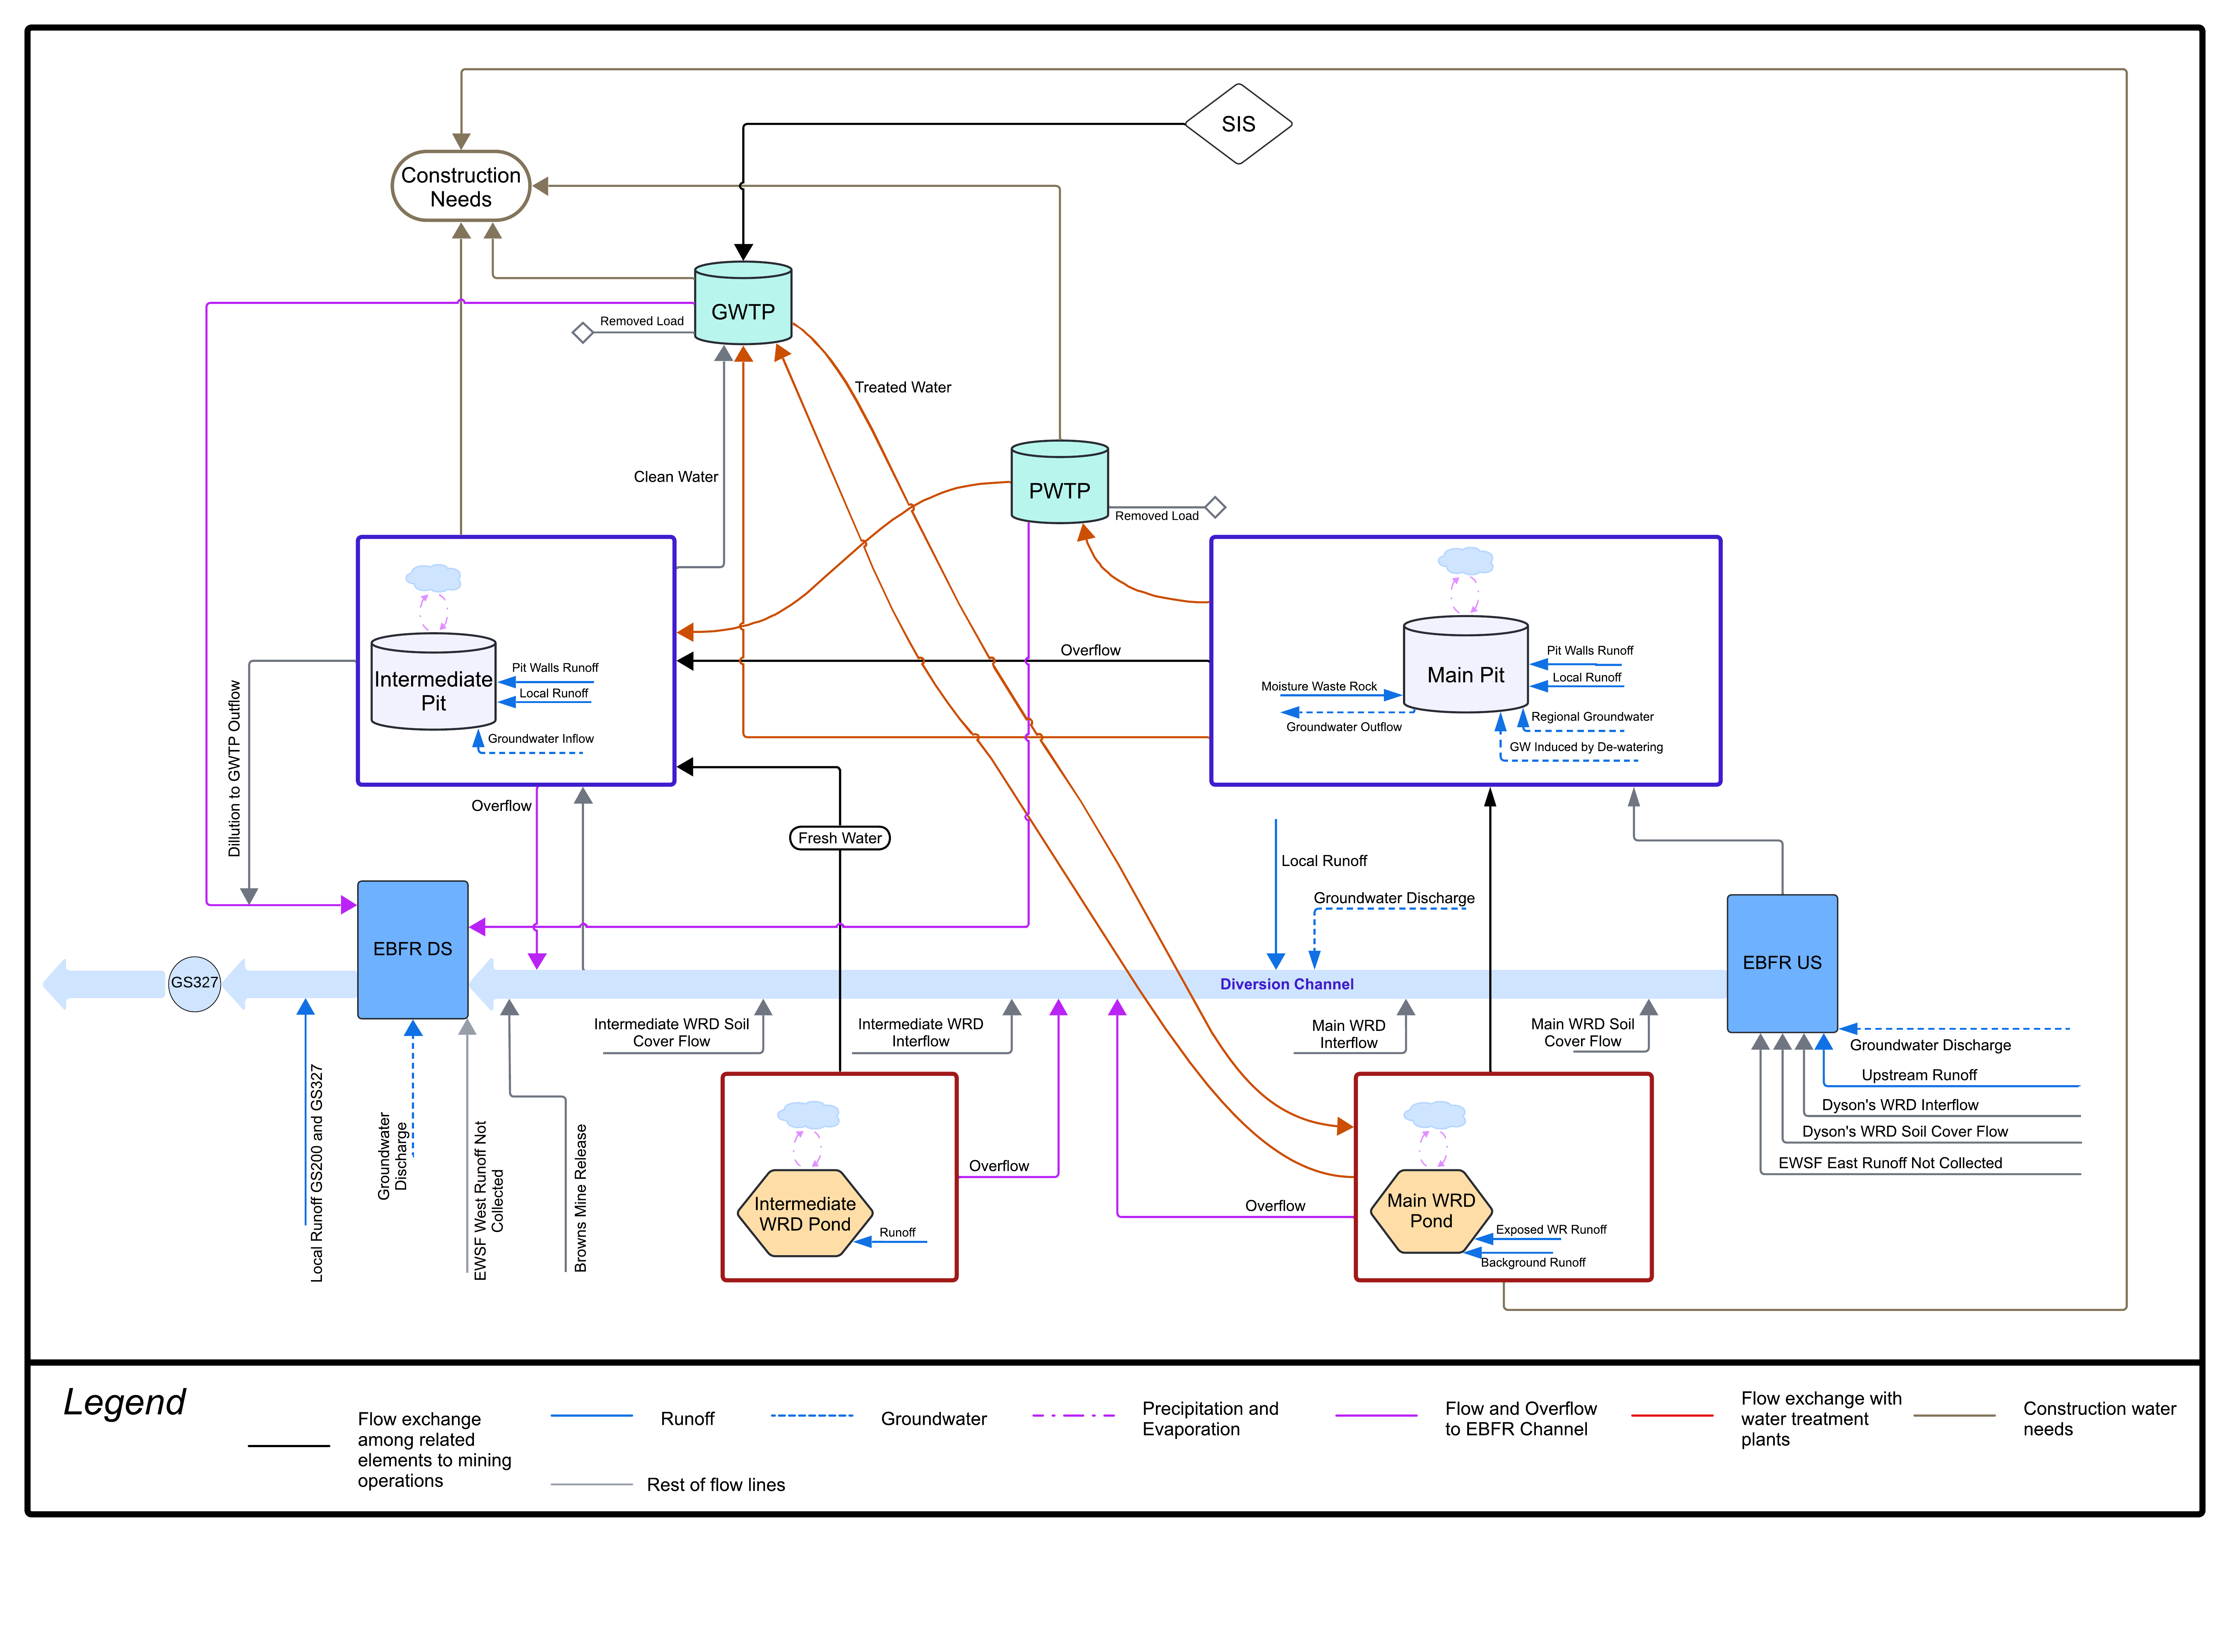 SIS
Construction
Needs
GWTP
Removed Load
Treated Water
Clean Water
PWTP
Removed Load
Intermediate
Pit
Pit Walls Runoff
Local Runoff
Groundwater Inflow
Overflow
Main Pit
Pit Walls Runoff
Local Runoff
Moisture Waste Rock
Groundwater Outflow
Regional Groundwater
GW Induced by De-watering
Dillution to GWTP Outflow
Overflow
Fresh Water
Local Runoff
Groundwater Discharge
EBFR DS
GS327
Diversion Channel
EBFR US
Intermediate WRD Soil
Cover Flow
Intermediate WRD
Interflow
Main WRD
Interflow
Main WRD Soil
Cover Flow
Groundwater Discharge
Upstream Runoff
Dyson's WRD Interflow
Dyson's WRD Soil Cover Flow
EWSF East Runoff Not Collected
Local Runoff GS200 and GS327
Groundwater
Discharge
EWSF West Runoff Not
Collected
Browns Mine Release
Intermediate
WRD Pond
Runoff
Overflow
Overflow
Main WRD
Pond
Exposed WR Runoff
Background Runoff
Legend
Flow exchange
among related
elements to mining
operations
Runoff
Groundwater
Precipitation and
Evaporation
Flow and Overflow
to EBFR Channel
Flow exchange with
water treatment
plants
Construction water
needs
Rest of flow lines